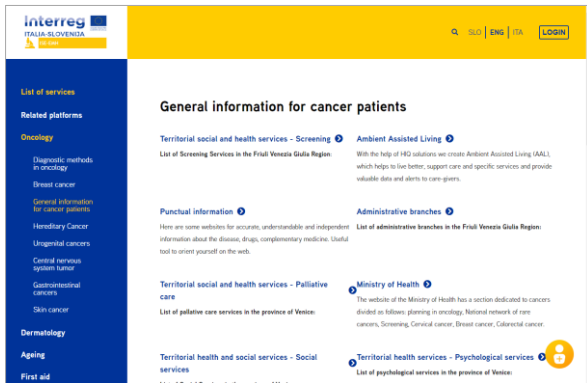 Interreg
ITALIA-SLOVENIJA
SLO | ENG | ITA
LOGIN
List of services
Related platforms
Oncology
Diagnostic methods
in oncology
Breast cancer
General information
for cancer patients
Hereditary Cancer
Urogenital cancers
Central nervous
system tumor
Gastrointestinal
cancers
Skin cancer
Dermatology
Ageing
First aid
General information for cancer patients
Territorial social and health services - Screening
List of Screening Services in the Friuli Venezia Giulia Region:
Ambient Assisted Living
With the help of HIQ solutions we create Ambient Assisted Living (AAL),
which helps to live better, support care and specific services and provide
valuable data and alerts to care-givers.
Punctual information
Here are some websites for accurate, understandable and independent
information about the disease, drugs, complementary medicine. Useful
tool to orient yourself on the web.
Administrative branches
List of administrative branches in the Friuli Venezia Giulia Region:
Territorial social and health services - Palliative
care
List of pallative care services in the province of Venice:
Ministry of Health
The website of the Ministry of Health has a section dedicated to cancers
divided as follows: planning in oncology, National network of rare
cancers, Screening, Cervical cancer, Breast cancer, Colorectal cancer.
Territorial health and social services - Social
services
Territorial health services - Psychological services
List of psychological services in the province of Venice: